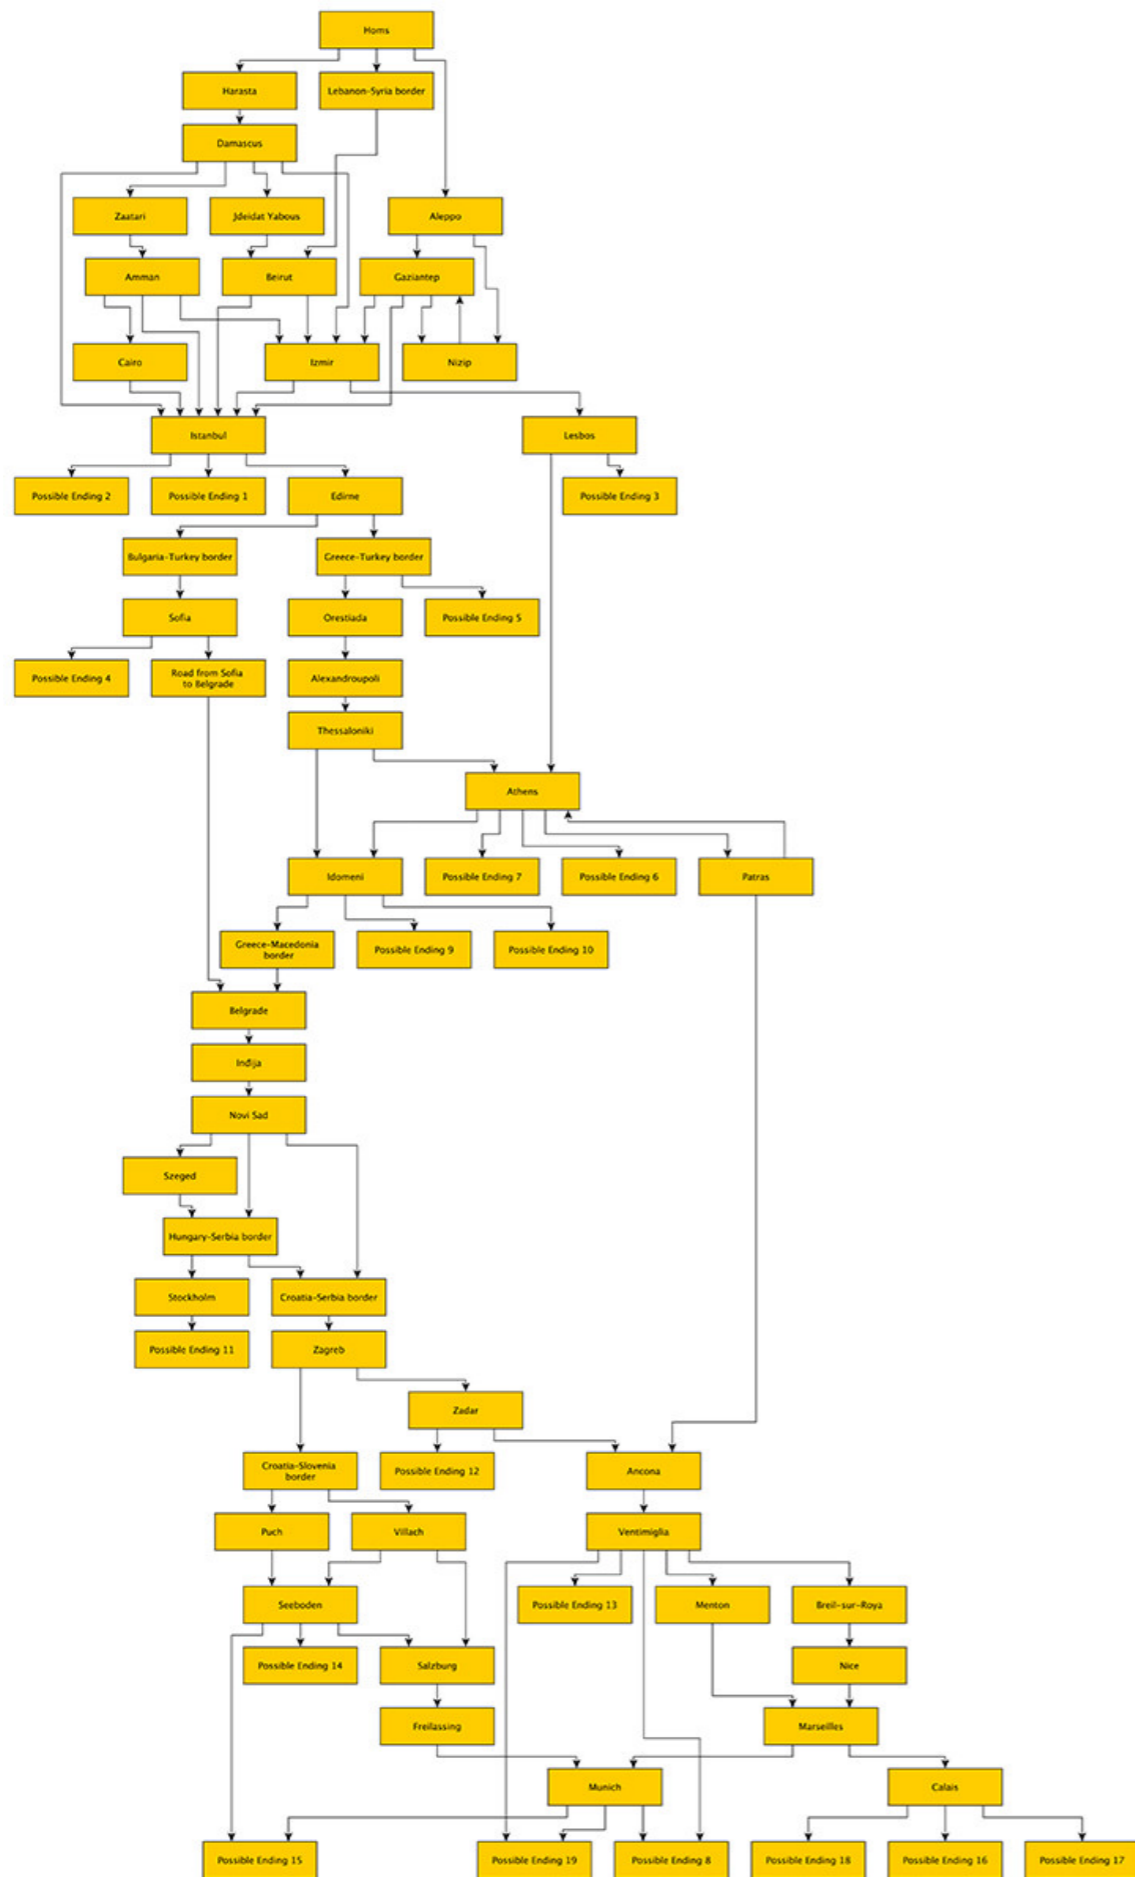 Homs
Harasta
Lebanon-Syria border
Damascus
Zaatari
Jdeidat Yabous
Aleppo
Amman
Beirut
Gaziantep
Cairo
Izmir
Nizip
Istanbul
Lesbos
Possible Ending 2
Possible Ending 1
Edirne
Possible Ending 3
Bulgaria-Turkey border
Greece-Turkey border
Sofia
Orestiada
Possible Ending 5
Possible Ending 4
Road from Sofia
to Belgrade
Alexandroupoli
Thessaloniki
Athens
Idomeni
Possible Ending 7
Possible Ending 6
Patras
Greece-Macedonia
border
Possible Ending 9
Possible Ending 10
Belgrade
Inđija
Novi Sad
Szeged
Hungary-Serbia border
Stockholm
Croatia-Serbia border
Possible Ending 11
Zagreb
Zadar
Croatia-Slovenia
border
Possible Ending 12
Ancona
Puch
Villach
Ventimiglia
Seeboden
Possible Ending 13
Menton
Breil-sur-Roya
Possible Ending 14
Salzburg
Nice
Freilassing
Marseilles
Munich
Calais
Possible Ending 15
Possible Ending 19
Possible Ending 8
Possible Ending 18
Possible Ending 16
Possible Ending 17